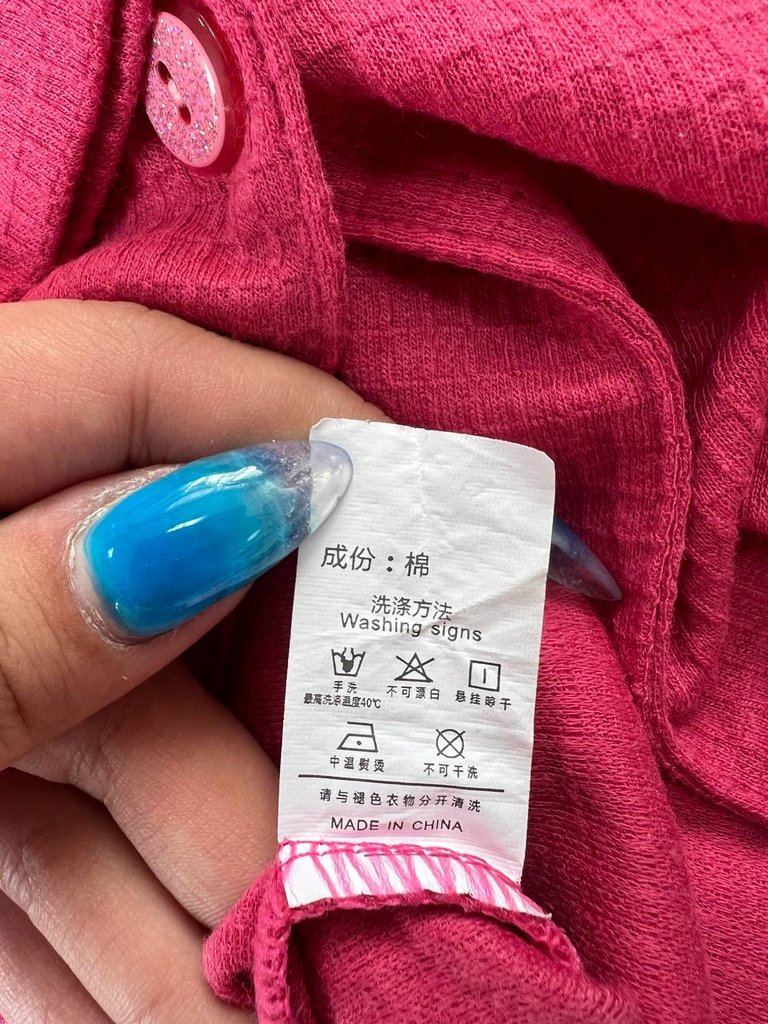 成份：棉
洗涤方法
Washing signs
手洗 不可漂白 悬挂晾干
最高洗涤温度40℃
中温熨烫 不可干洗
请与褪色衣物分开清洗
MADE IN CHINA